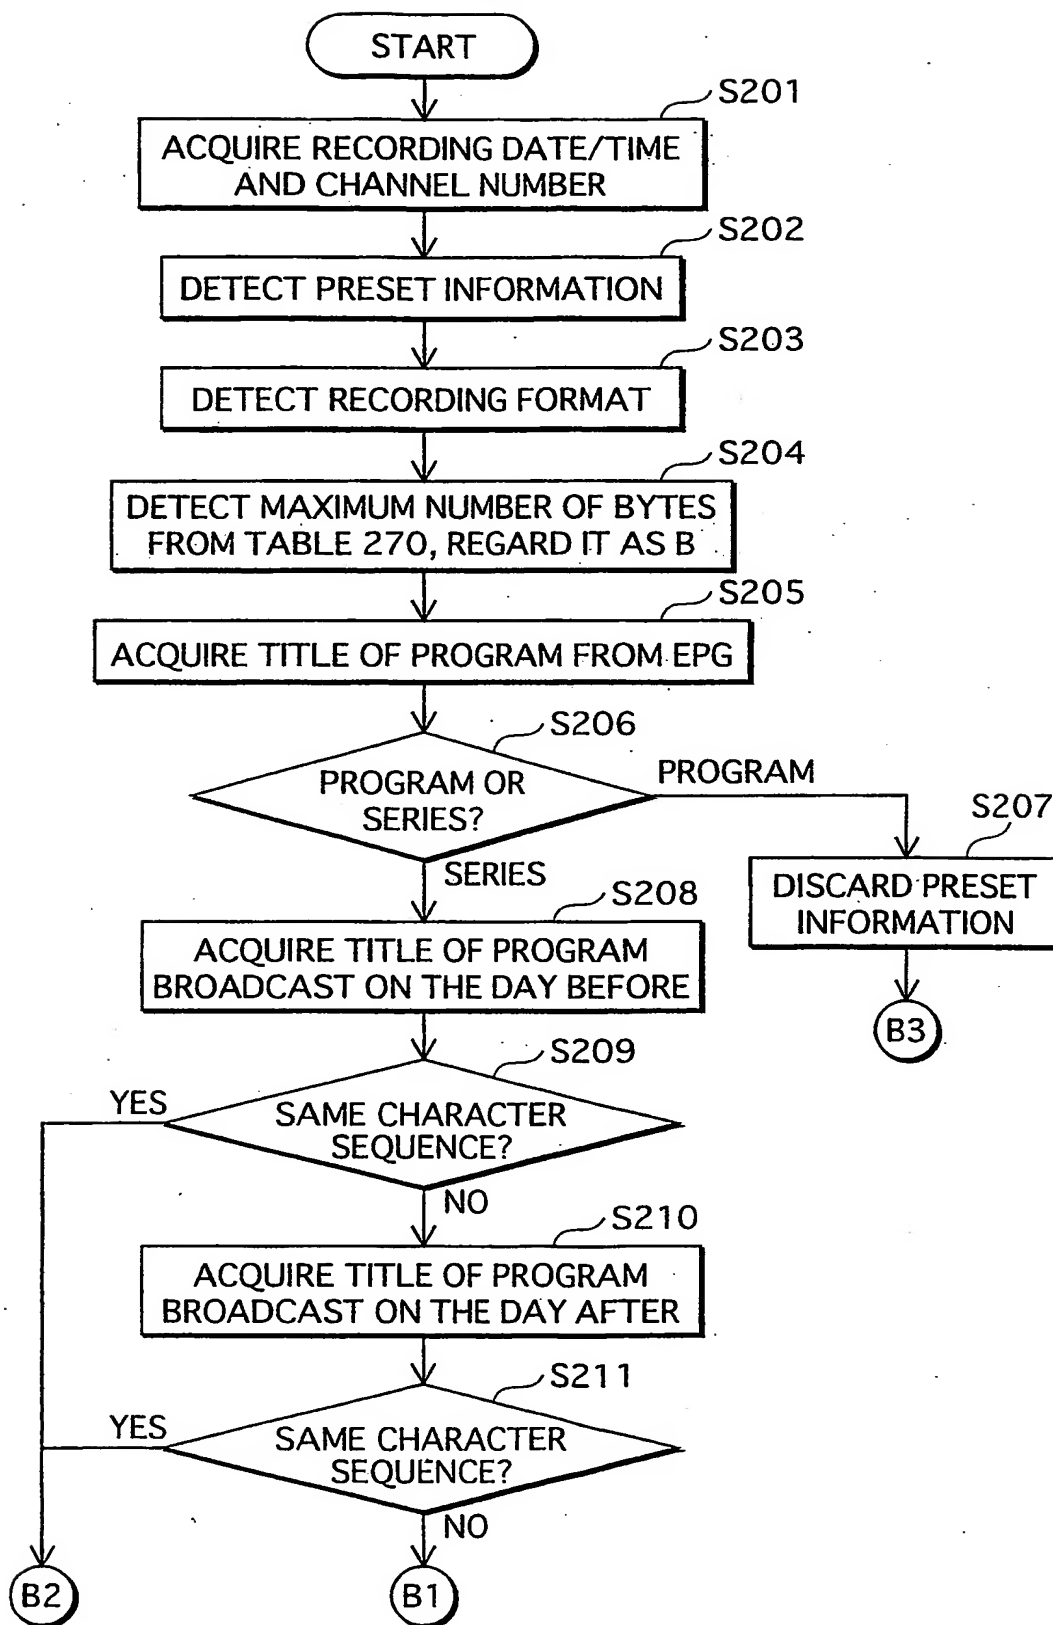 START
S201
ACQUIRE RECORDING DATE/TIME
AND CHANNEL NUMBER
S202
DETECT PRESET INFORMATION
S203
DETECT RECORDING FORMAT
S204
DETECT MAXIMUM NUMBER OF BYTES
FROM TABLE 270, REGARD IT AS B
S205
ACQUIRE TITLE OF PROGRAM FROM EPG
S206
PROGRAM OR
SERIES?
PROGRAM
SERIES
S207
DISCARD PRESET
INFORMATION
B3
S208
ACQUIRE TITLE OF PROGRAM
BROADCAST ON THE DAY BEFORE
S209
YES
SAME CHARACTER
SEQUENCE?
NO
S210
ACQUIRE TITLE OF PROGRAM
BROADCAST ON THE DAY AFTER
S211
YES
SAME CHARACTER
SEQUENCE?
NO
B2
B1